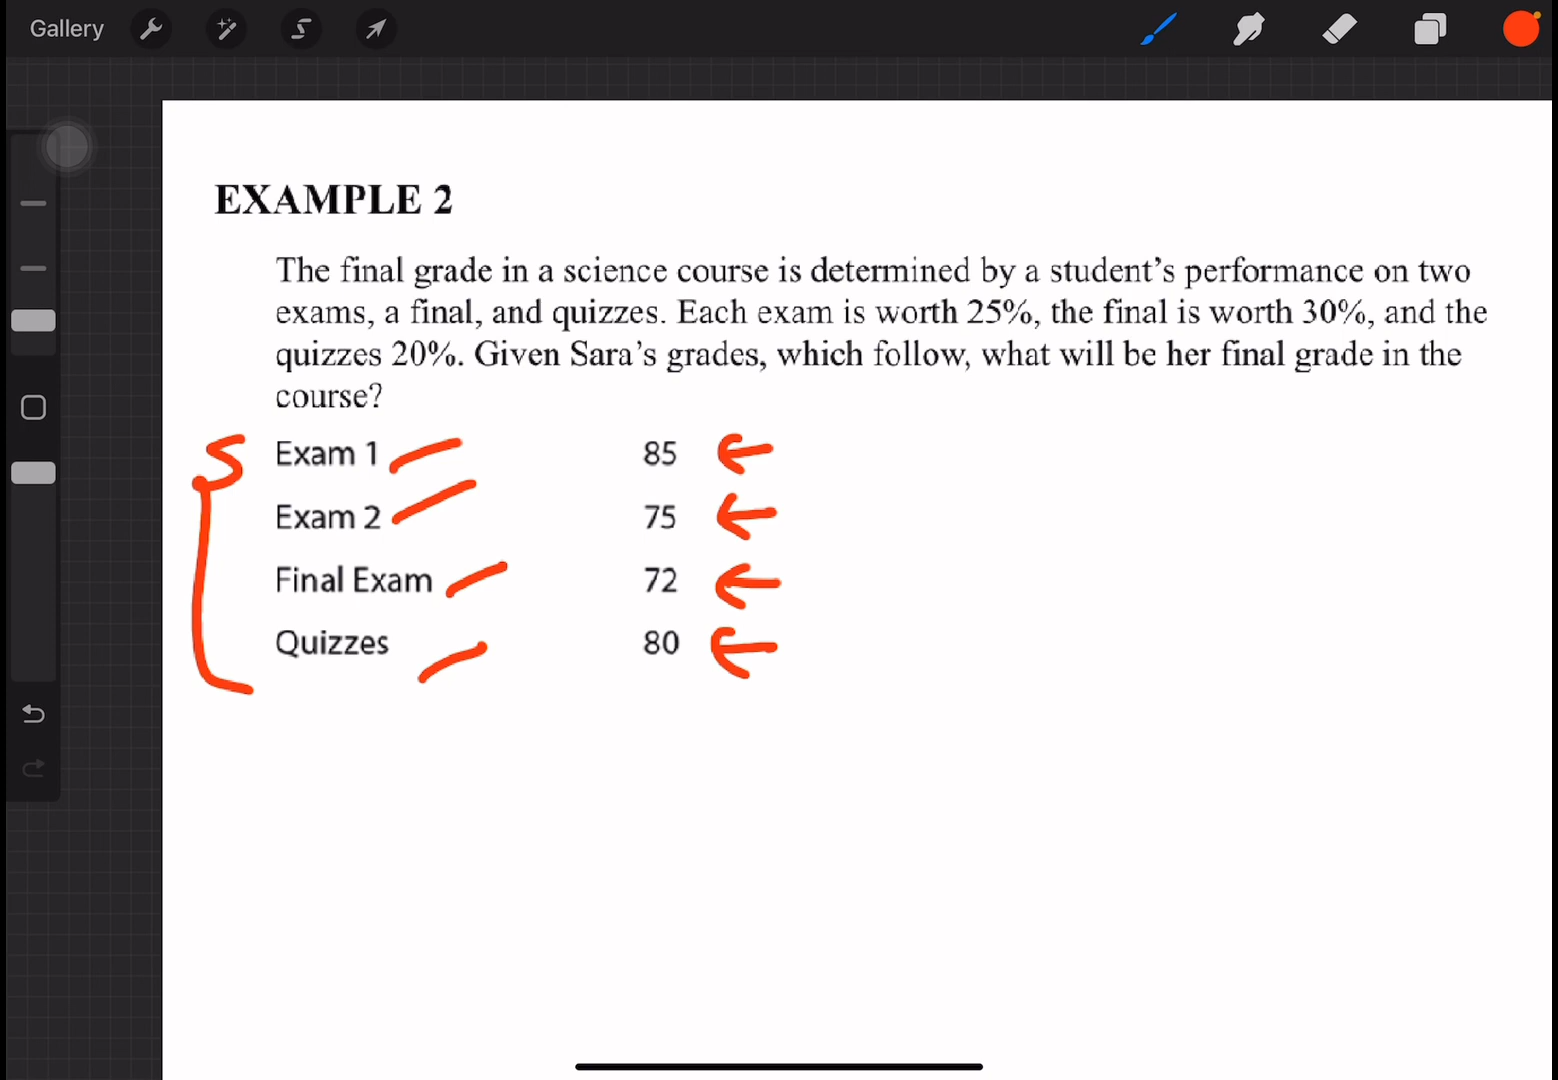 Gallery
EXAMPLE 2
The final grade in a science course is determined by a student’s performance on two
exams, a final, and quizzes. Each exam is worth 25%, the final is worth 30%, and the
quizzes 20%. Given Sara’s grades, which follow, what will be her final grade in the
course?
Exam 1 85
Exam 2 75
Final Exam 72
Quizzes 80